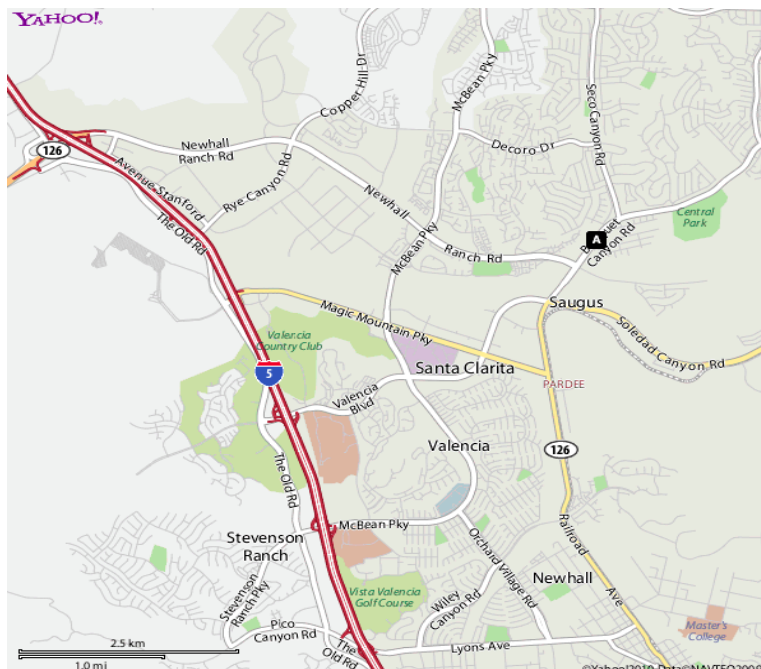 YAHOO!
Copper Hill Dr
McBean Pky
Seco Canyon Rd
126
Newhall
Ranch Rd
Decoro Dr
Avenue Stanford
Rye Canyon Rd
The Old Rd
Newhall
Ranch Rd
McBean Pky
Central
Park
A
Canyon Rd
Saugus
Magic Mountain Pky
Soledad Canyon Rd
Valencia
Country Club
5
Santa Clarita
PARDEE
Valencia
Blvd
Valencia
126
The Old Rd
McBean Pky
Stevenson
Ranch
Orchard Village Rd
Railroad
Ave
Newhall
Stevenson
Ranch Pky
Vista Valencia
Golf Course
Wiley
Canyon Rd
Pico
Canyon Rd
The
Old Rd
Lyons Ave
Master's
College
2.5 km
1.0 mi